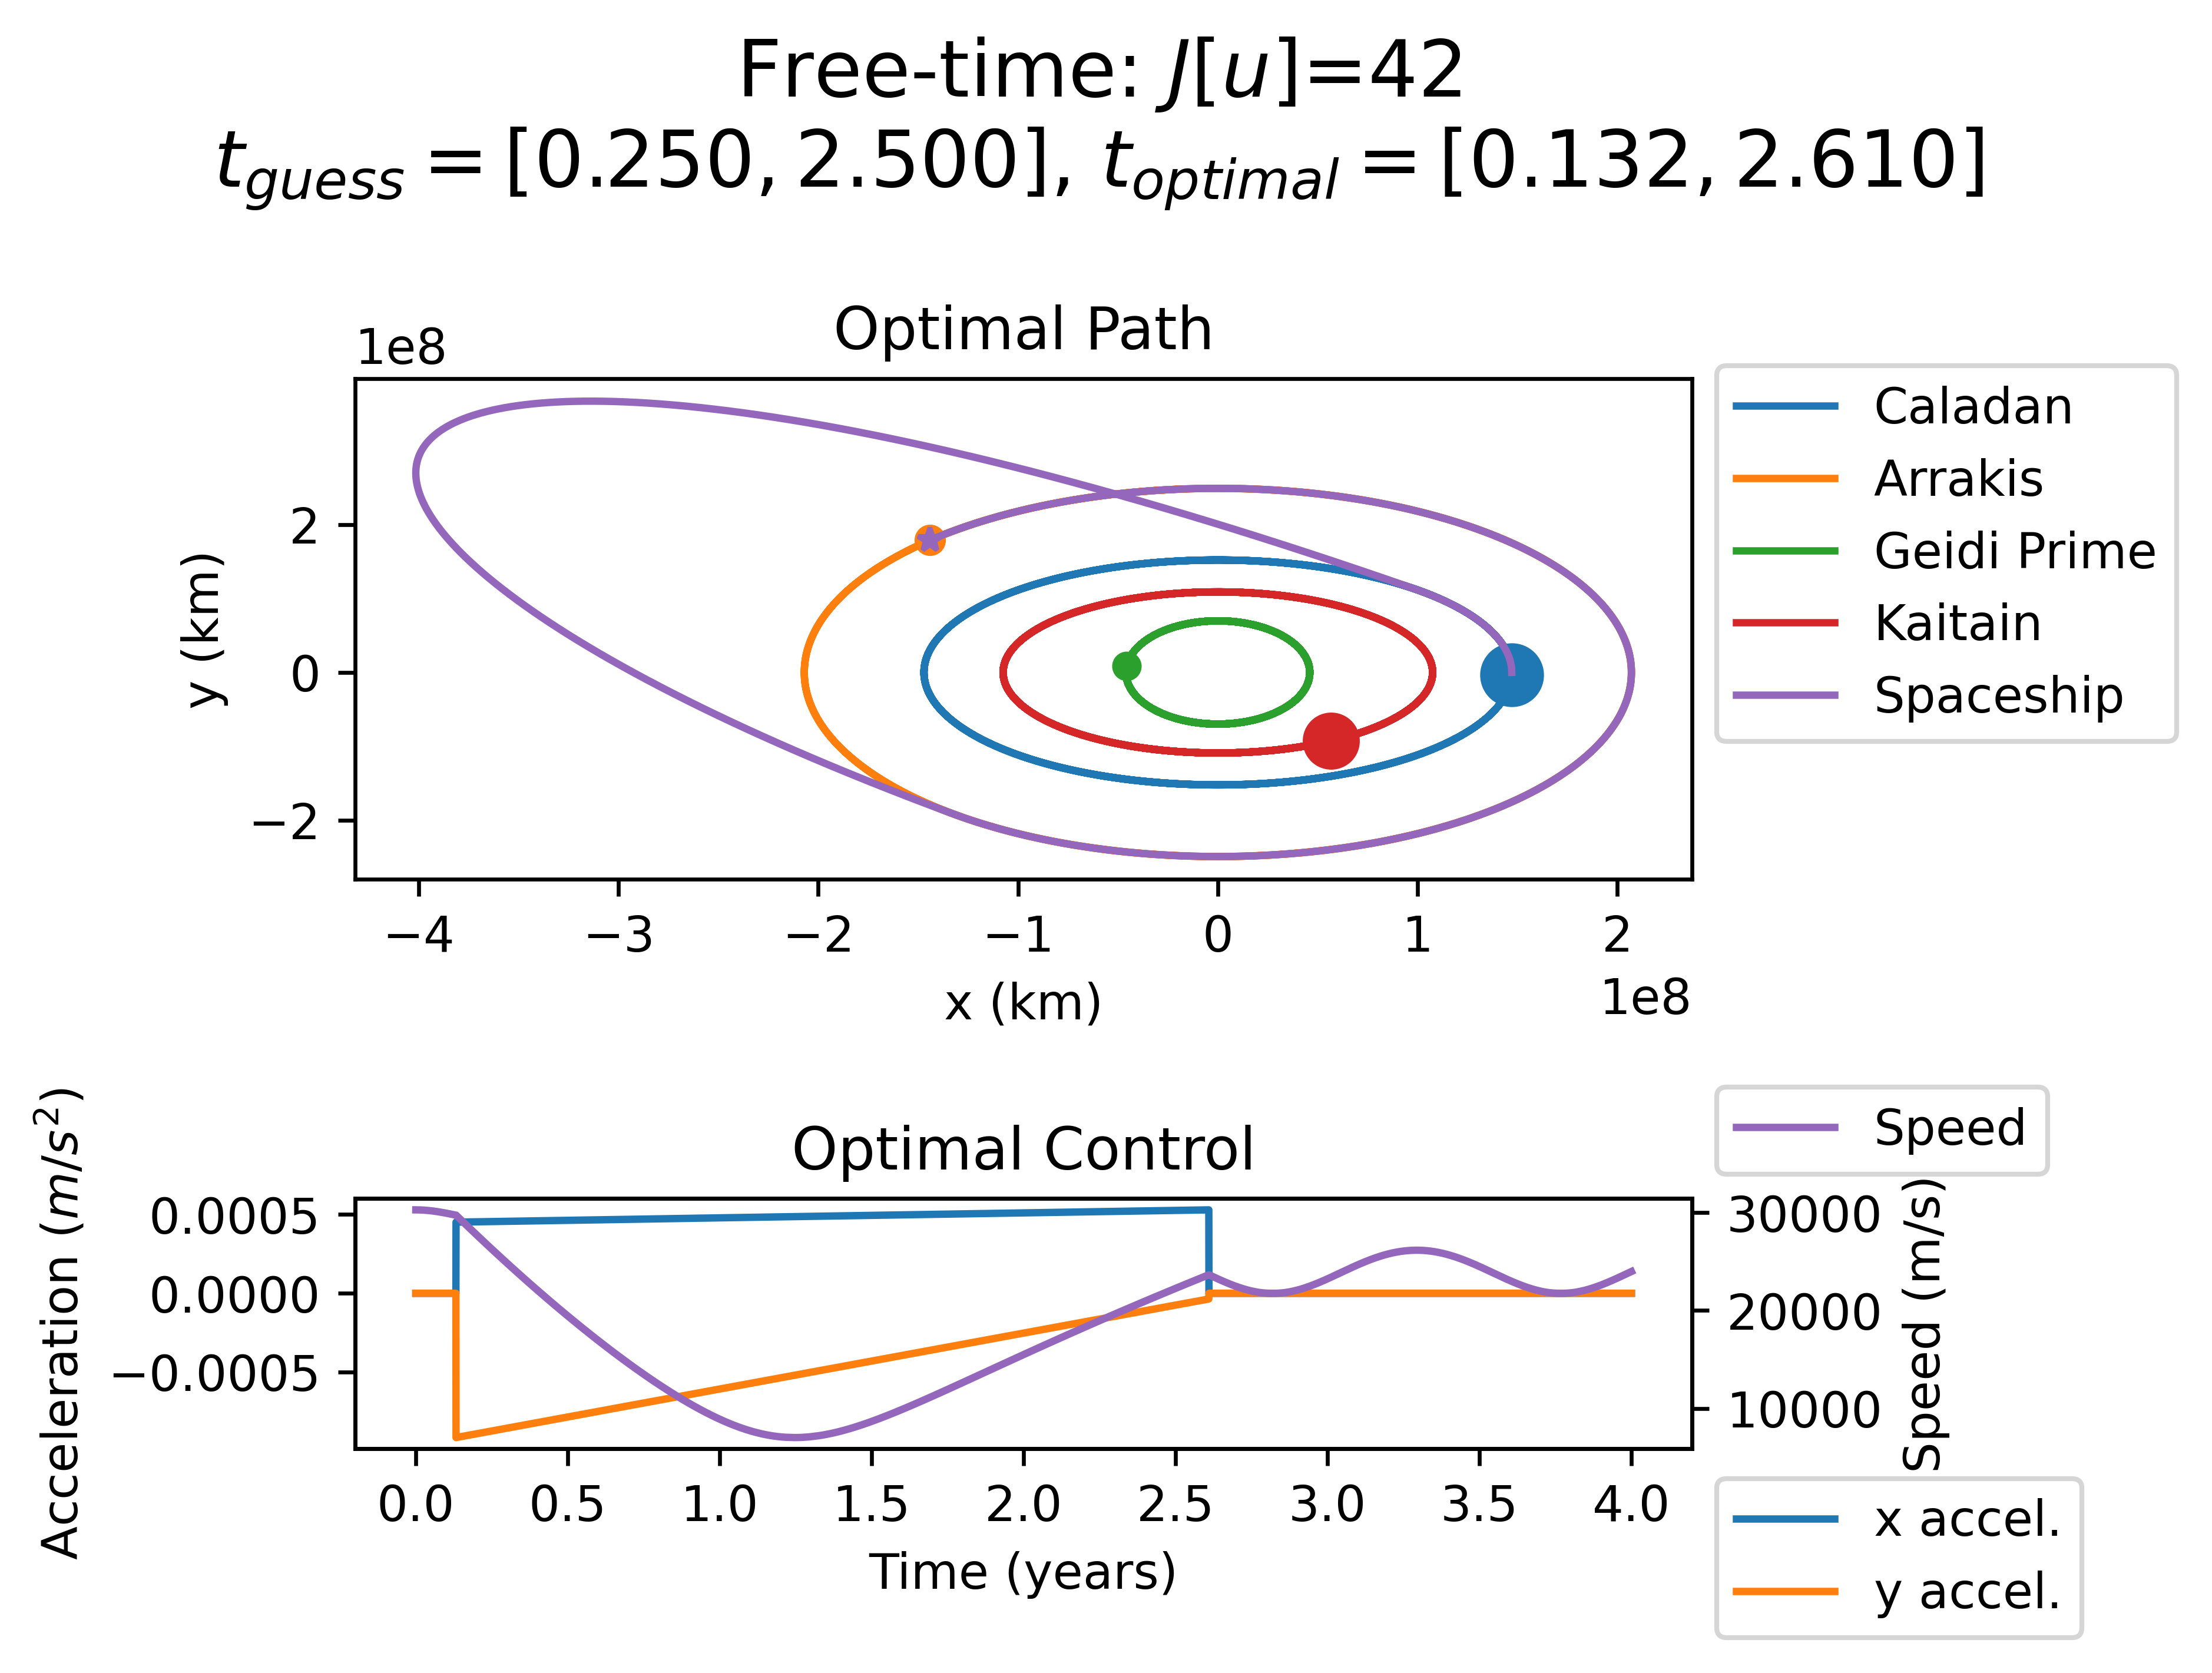 Free-time: J[u]=42
t_guess = [0.250, 2.500], t_optimal = [0.132, 2.610]
Optimal Path
1e8
2
0
−2
y (km)
−4 −3 −2 −1 0 1 2
1e8
x (km)
Caladan
Arrakis
Geidi Prime
Kaitain
Spaceship
Optimal Control
Acceleration (m/s²)
0.0005
0.0000
−0.0005
30000
20000
10000
Speed (m/s)
0.0 0.5 1.0 1.5 2.0 2.5 3.0 3.5 4.0
Time (years)
Speed
x accel.
y accel.